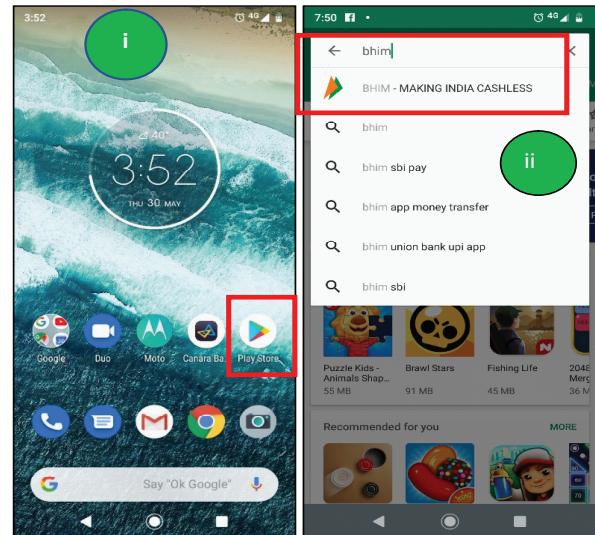 3:52
4G
i
40°
3:52
THU 30 MAY
Google
Duo
Moto
Canara Ba..
Play Store
Say "Ok Google"
7:50
4G
bhim
BHIM - MAKING INDIA CASHLESS
bhim
ii
bhim sbi pay
bhim app money transfer
bhim union bank upi app
bhim sbi
Puzzle Kids - Animals Shap...
55 MB
Brawl Stars
91 MB
Fishing Life
45 MB
2048
Merg
36 M
Recommended for you
MORE